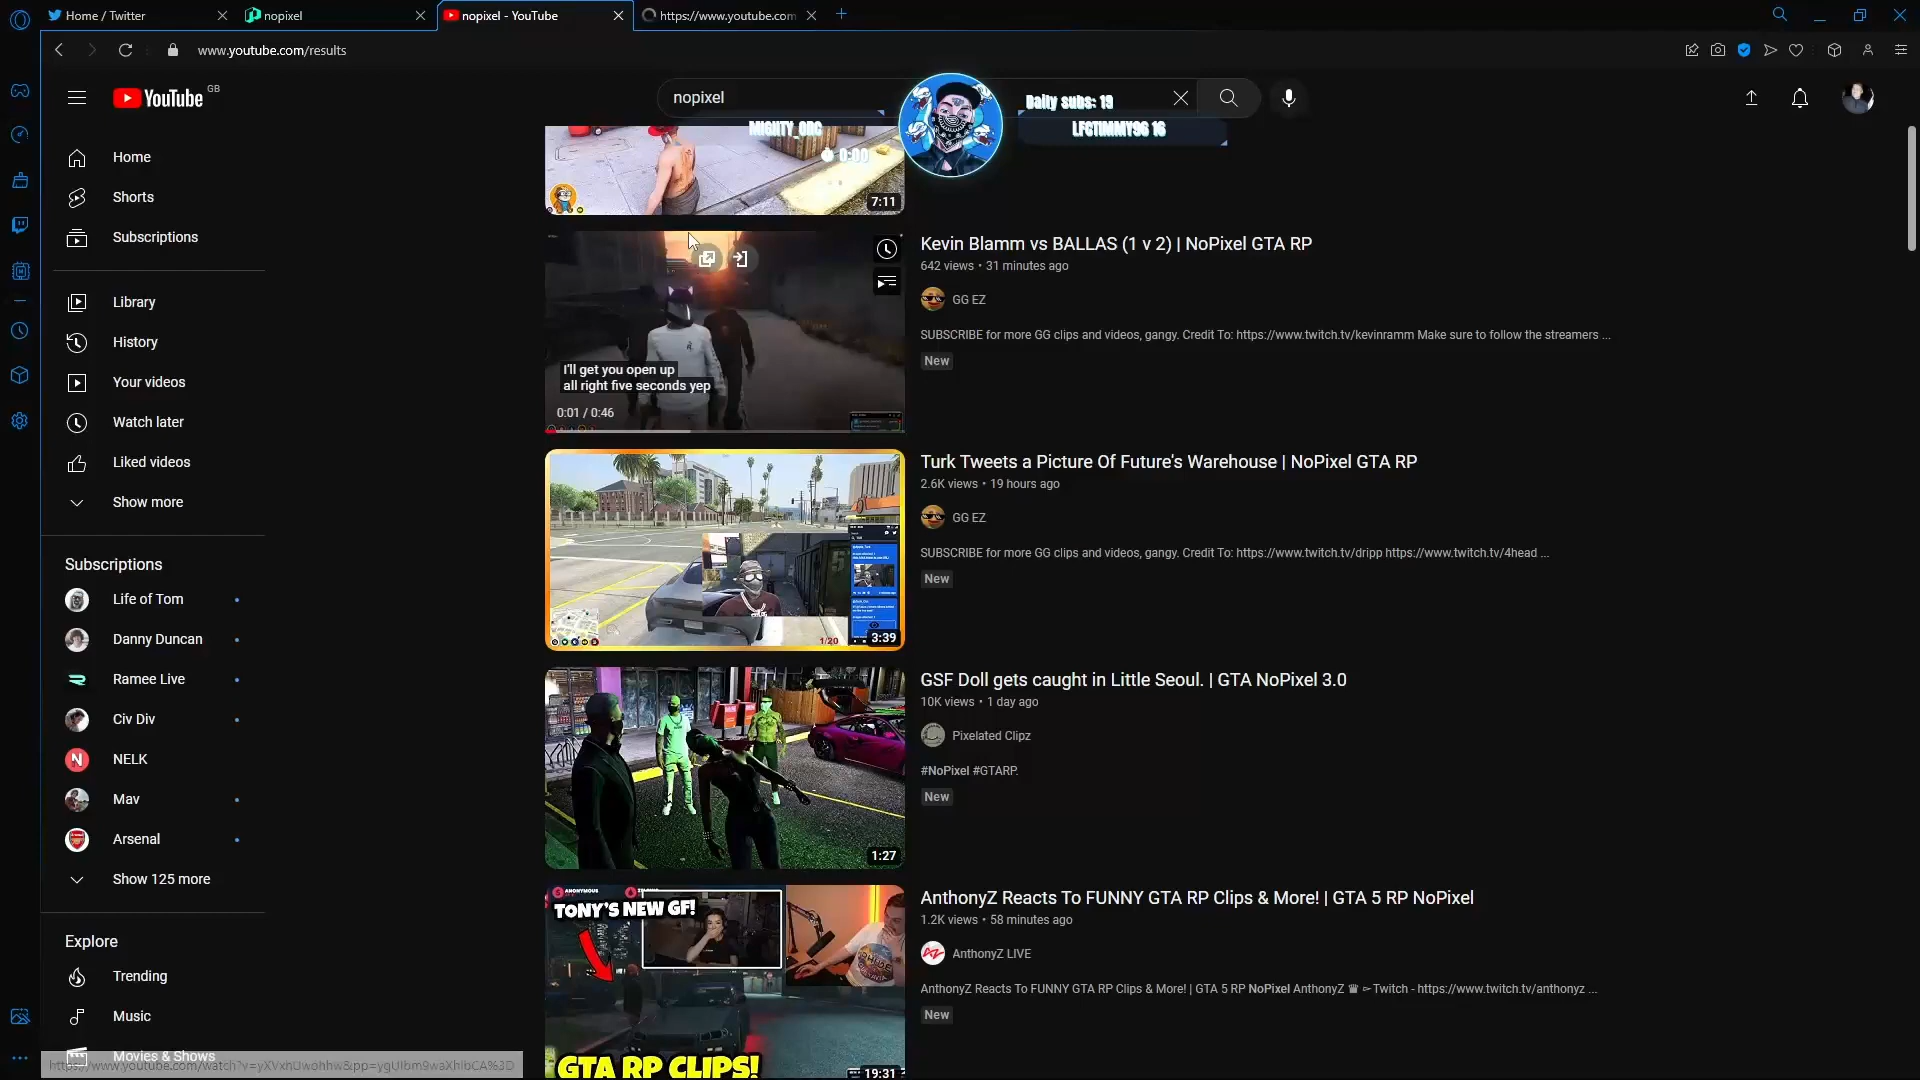 Home / Twitter
nopixel
nopixel - YouTube
https://www.youtube.com
www.youtube.com/results
YouTube
GB
nopixel
Daily subs: 19
MIGHTY_ORC
LFCTIMMY96 16
0:00
7:11
Home
Shorts
Subscriptions
Library
History
Your videos
Watch later
Liked videos
Show more
Subscriptions
Life of Tom
Danny Duncan
Ramee Live
Civ Div
N
NELK
Mav
Arsenal
Show 125 more
Explore
Trending
Music
Movies & Shows
I'll get you open up
all right five seconds yep
0:01 / 0:46
Kevin Blamm vs BALLAS (1 v 2) | NoPixel GTA RP
642 views • 31 minutes ago
GG EZ
SUBSCRIBE for more GG clips and videos, gangy. Credit To: https://www.twitch.tv/kevinramm Make sure to follow the streamers ...
New
1/20
3:39
Turk Tweets a Picture Of Future's Warehouse | NoPixel GTA RP
2.6K views • 19 hours ago
GG EZ
SUBSCRIBE for more GG clips and videos, gangy. Credit To: https://www.twitch.tv/dripp https://www.twitch.tv/4head ...
New
1:27
GSF Doll gets caught in Little Seoul. | GTA NoPixel 3.0
10K views • 1 day ago
Pixelated Clipz
#NoPixel #GTARP.
New
ANONYMOUS
TONY'S NEW GF!
GTA RP CLIPS!
19:31
AnthonyZ Reacts To FUNNY GTA RP Clips & More! | GTA 5 RP NoPixel
1.2K views • 58 minutes ago
AnthonyZ LIVE
AnthonyZ Reacts To FUNNY GTA RP Clips & More! | GTA 5 RP NoPixel AnthonyZ ♛ ➳ Twitch - https://www.twitch.tv/anthonyz ...
New